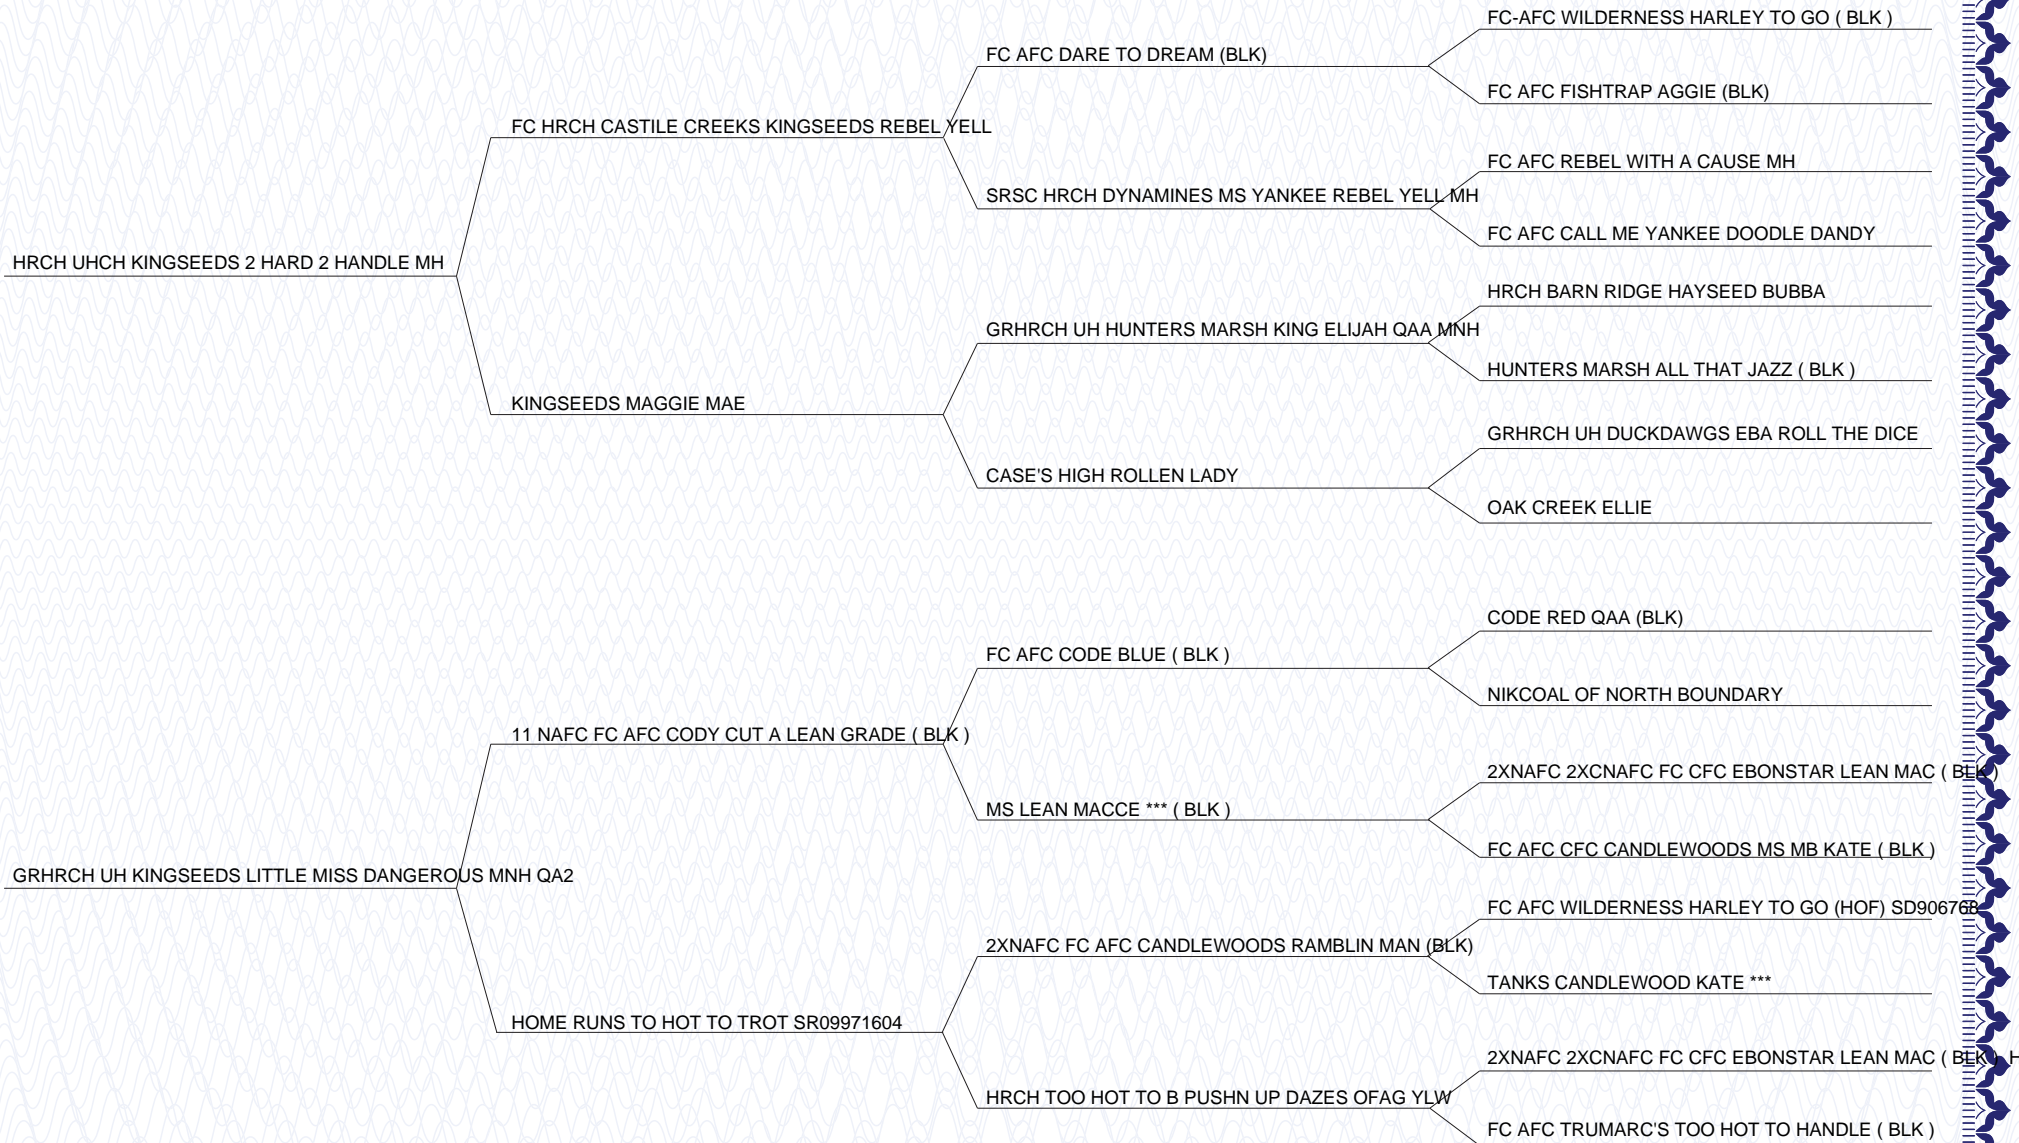 FC-AFC WILDERNESS HARLEY TO GO ( BLK )
FC AFC DARE TO DREAM (BLK)
FC AFC FISHTRAP AGGIE (BLK)
FC HRCH CASTILE CREEKS KINGSEEDS REBEL YELL
FC AFC REBEL WITH A CAUSE MH
SRSC HRCH DYNAMINES MS YANKEE REBEL YELL MH
FC AFC CALL ME YANKEE DOODLE DANDY
HRCH UHCH KINGSEEDS 2 HARD 2 HANDLE MH
HRCH BARN RIDGE HAYSEED BUBBA
GRHRCH UH HUNTERS MARSH KING ELIJAH QAA MNH
HUNTERS MARSH ALL THAT JAZZ ( BLK )
KINGSEEDS MAGGIE MAE
GRHRCH UH DUCKDAWGS EBA ROLL THE DICE
CASE'S HIGH ROLLEN LADY
OAK CREEK ELLIE
CODE RED QAA (BLK)
FC AFC CODE BLUE ( BLK )
NIKCOAL OF NORTH BOUNDARY
11 NAFC FC AFC CODY CUT A LEAN GRADE ( BLK )
2XNAFC 2XCNAFC FC CFC EBONSTAR LEAN MAC ( BLK )
MS LEAN MACCE *** ( BLK )
FC AFC CFC CANDLEWOODS MS MB KATE ( BLK )
GRHRCH UH KINGSEEDS LITTLE MISS DANGEROUS MNH QA2
FC AFC WILDERNESS HARLEY TO GO (HOF) SD906768
2XNAFC FC AFC CANDLEWOODS RAMBLIN MAN (BLK)
TANKS CANDLEWOOD KATE ***
HOME RUNS TO HOT TO TROT SR09971604
2XNAFC 2XCNAFC FC CFC EBONSTAR LEAN MAC ( BLK ) H
HRCH TOO HOT TO B PUSHN UP DAZES OFAG YLW
FC AFC TRUMARC'S TOO HOT TO HANDLE ( BLK )